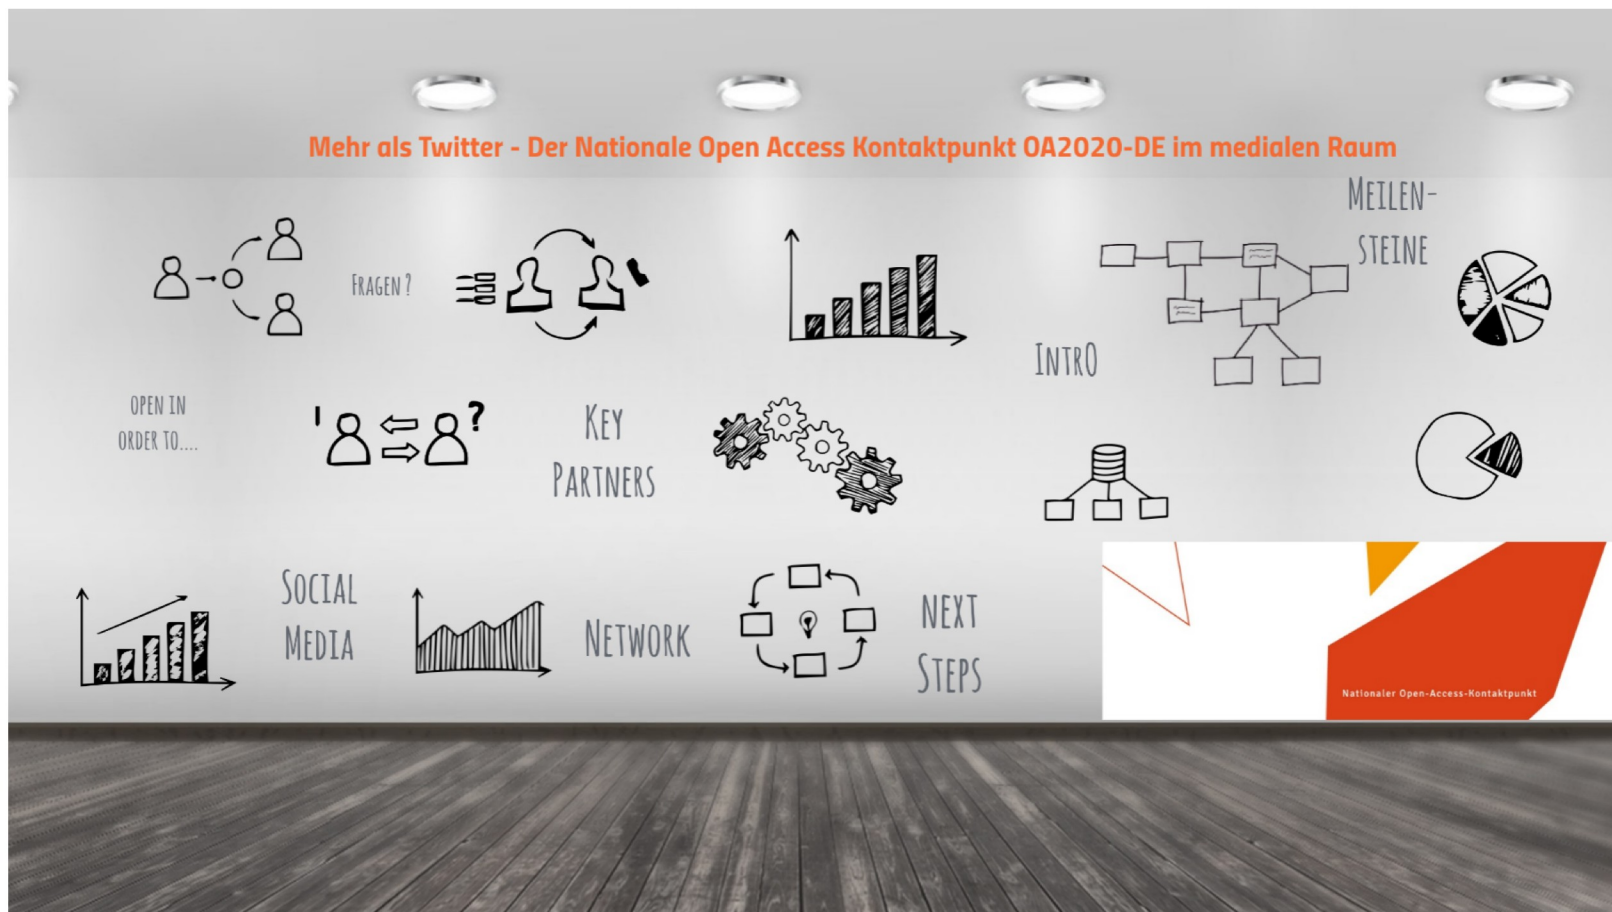 Mehr als Twitter - Der Nationale Open Access Kontaktpunkt OA2020-DE im medialen Raum
MEILEN-
STEINE
FRAGEN ?
INTRO
OPEN IN
ORDER TO....
?
KEY
PARTNERS
SOCIAL
MEDIA
NETWORK
NEXT
STEPS
Nationaler Open-Access-Kontaktpunkt